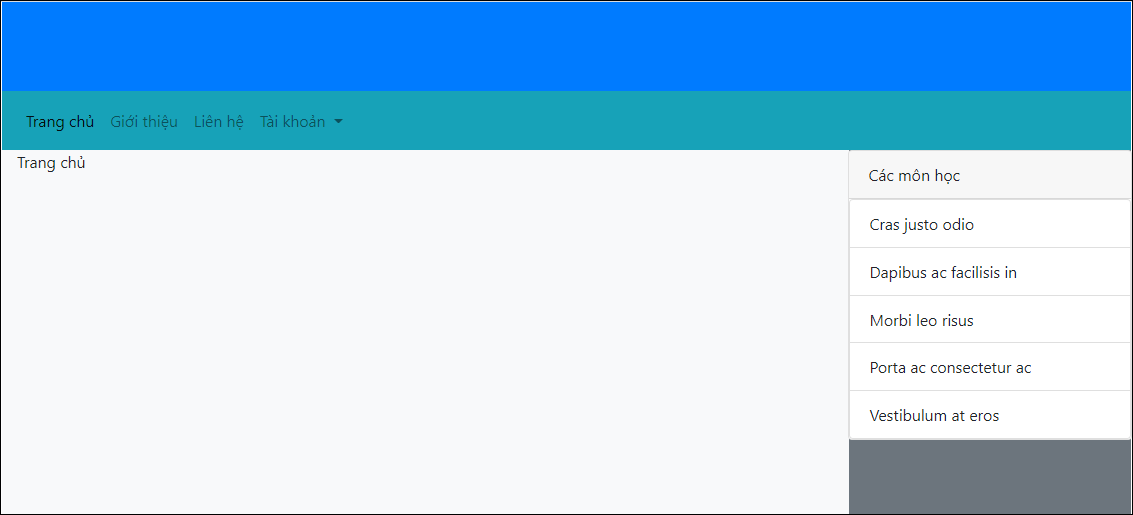 Trang chủ Giới thiệu Liên hệ Tài khoản
Trang chủ
Các môn học
Cras justo odio
Dapibus ac facilisis in
Morbi leo risus
Porta ac consectetur ac
Vestibulum at eros